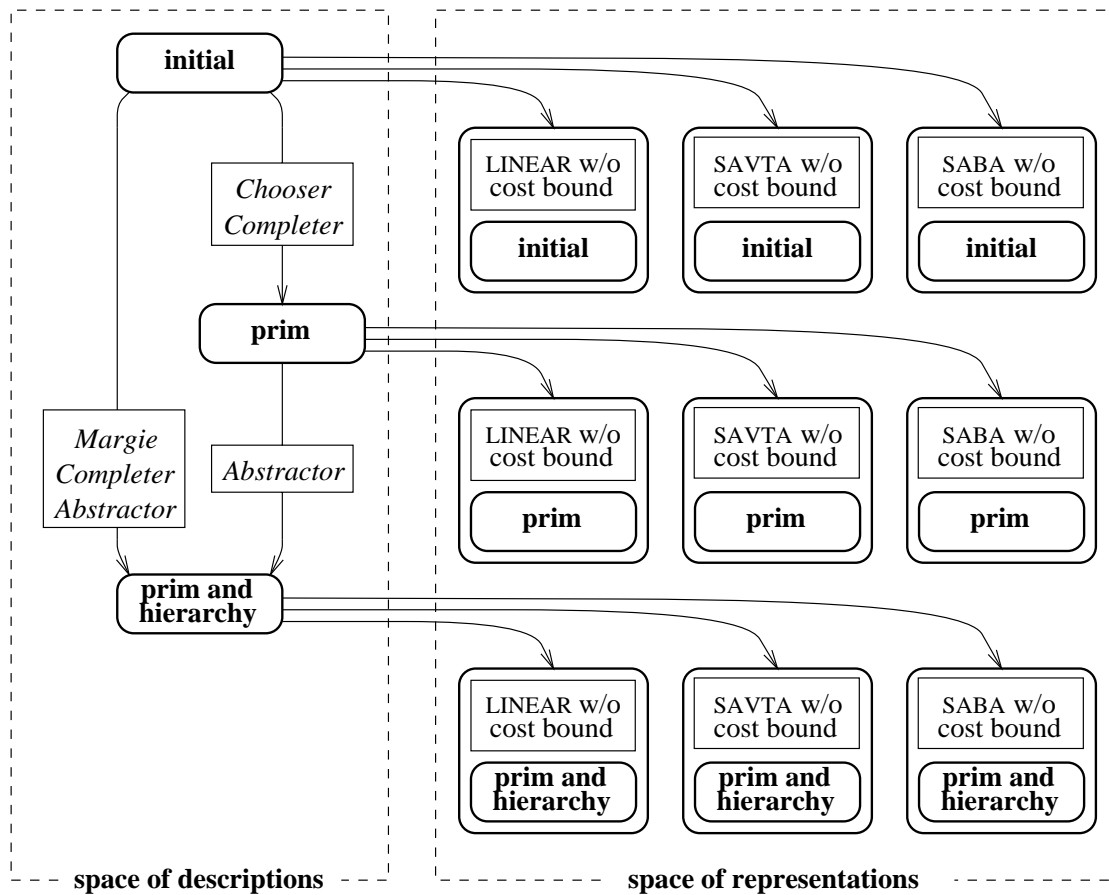 initial
LINEAR w/o
cost bound
initial
SAVTA w/o
cost bound
initial
SABA w/o
cost bound
initial
Chooser
Completer
prim
LINEAR w/o
cost bound
prim
SAVTA w/o
cost bound
prim
SABA w/o
cost bound
prim
Margie
Completer
Abstractor
Abstractor
prim and
hierarchy
LINEAR w/o
cost bound
prim and
hierarchy
SAVTA w/o
cost bound
prim and
hierarchy
SABA w/o
cost bound
prim and
hierarchy
space of descriptions
space of representations